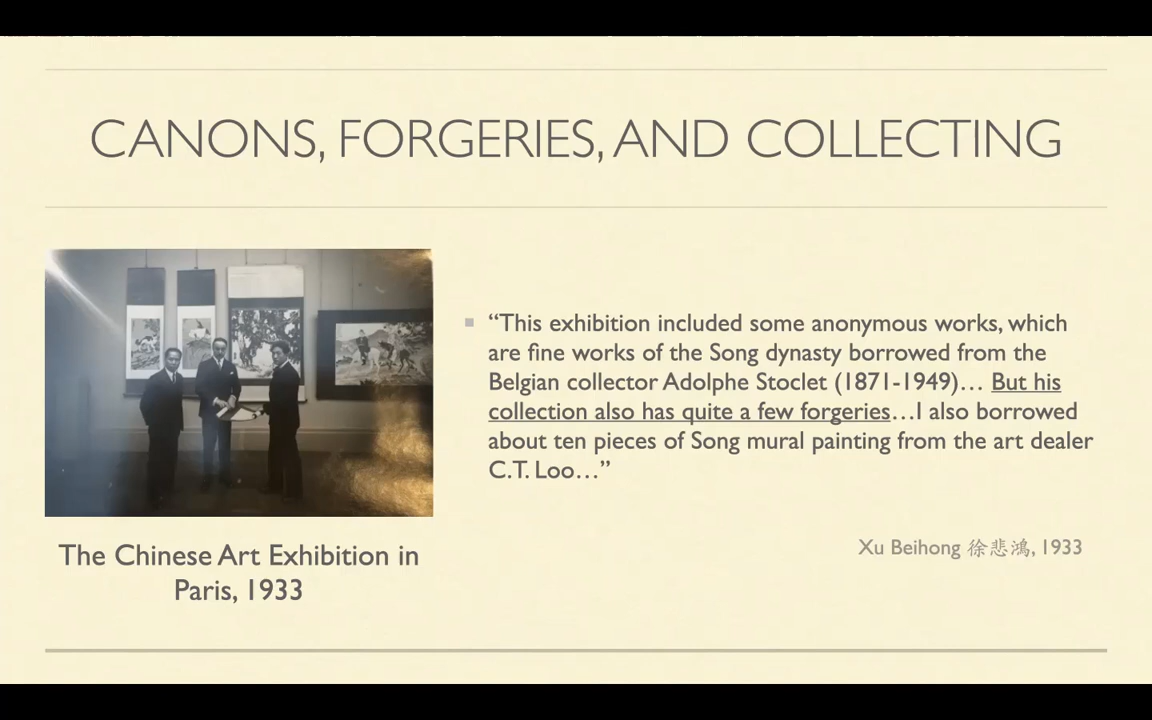 CANONS, FORGERIES, AND COLLECTING
“This exhibition included some anonymous works, which
are fine works of the Song dynasty borrowed from the
Belgian collector Adolphe Stoclet (1871-1949)… But his
collection also has quite a few forgeries…I also borrowed
about ten pieces of Song mural painting from the art dealer
C.T. Loo…”
Xu Beihong 徐悲鴻, 1933
The Chinese Art Exhibition in
Paris, 1933